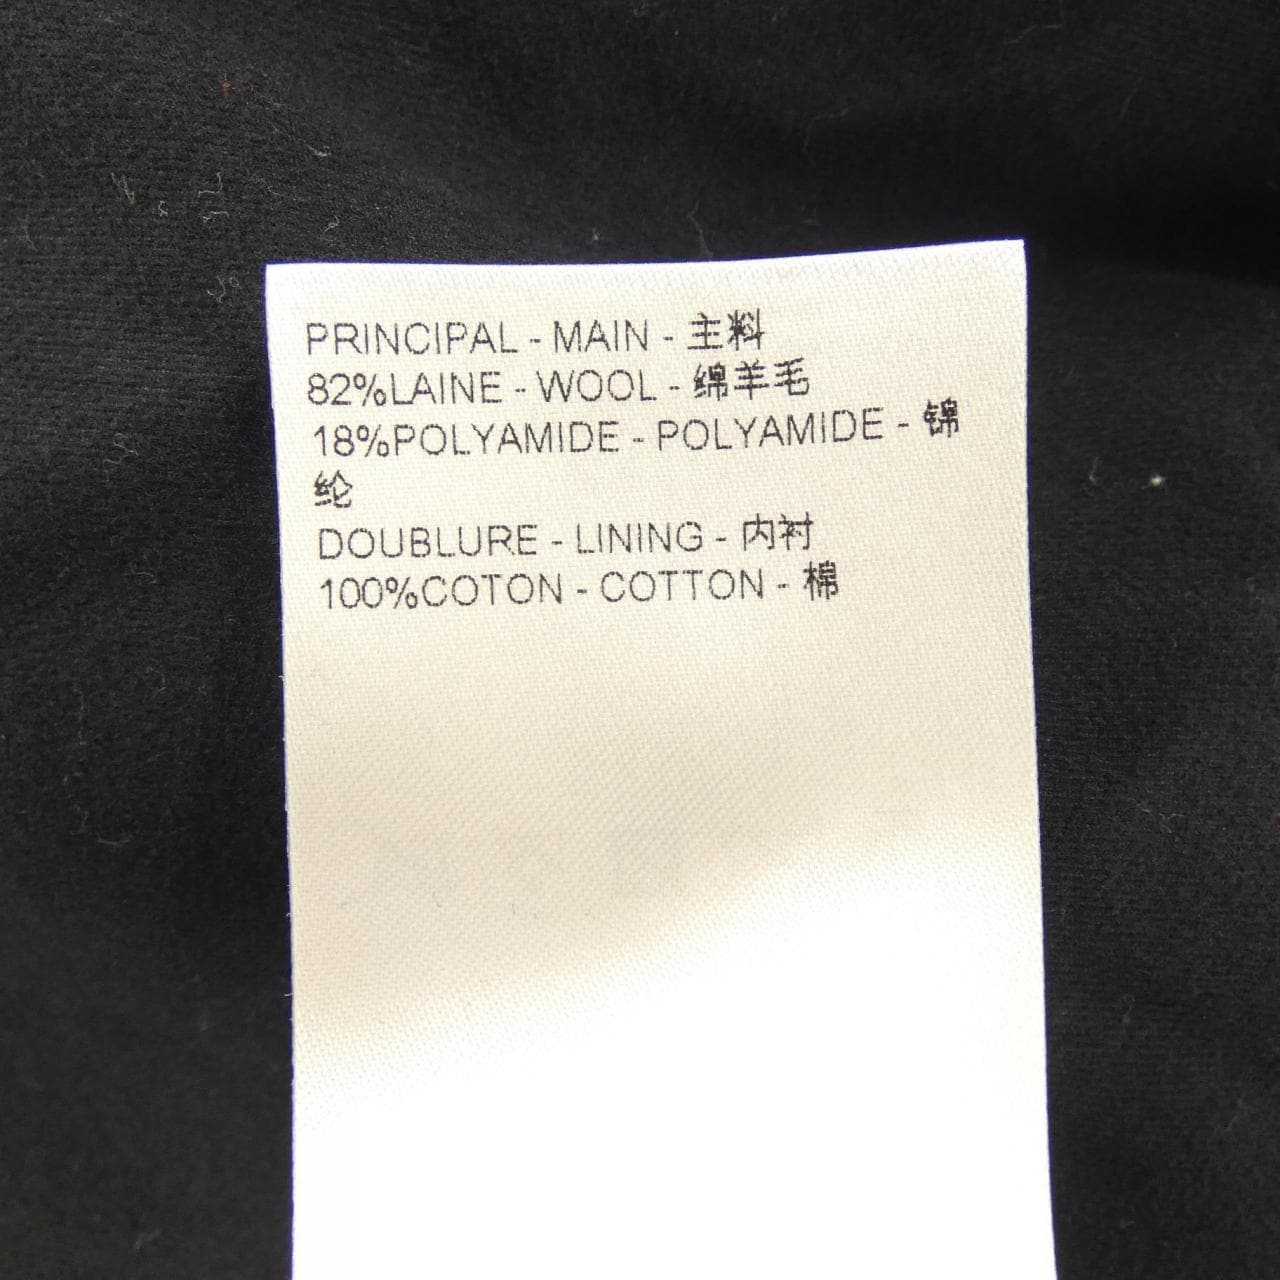 PRINCIPAL - MAIN - 主料
82%LAINE - WOOL - 绵羊毛
18%POLYAMIDE - POLYAMIDE - 锦
纶
DOUBLURE - LINING - 内衬
100%COTON - COTTON - 棉